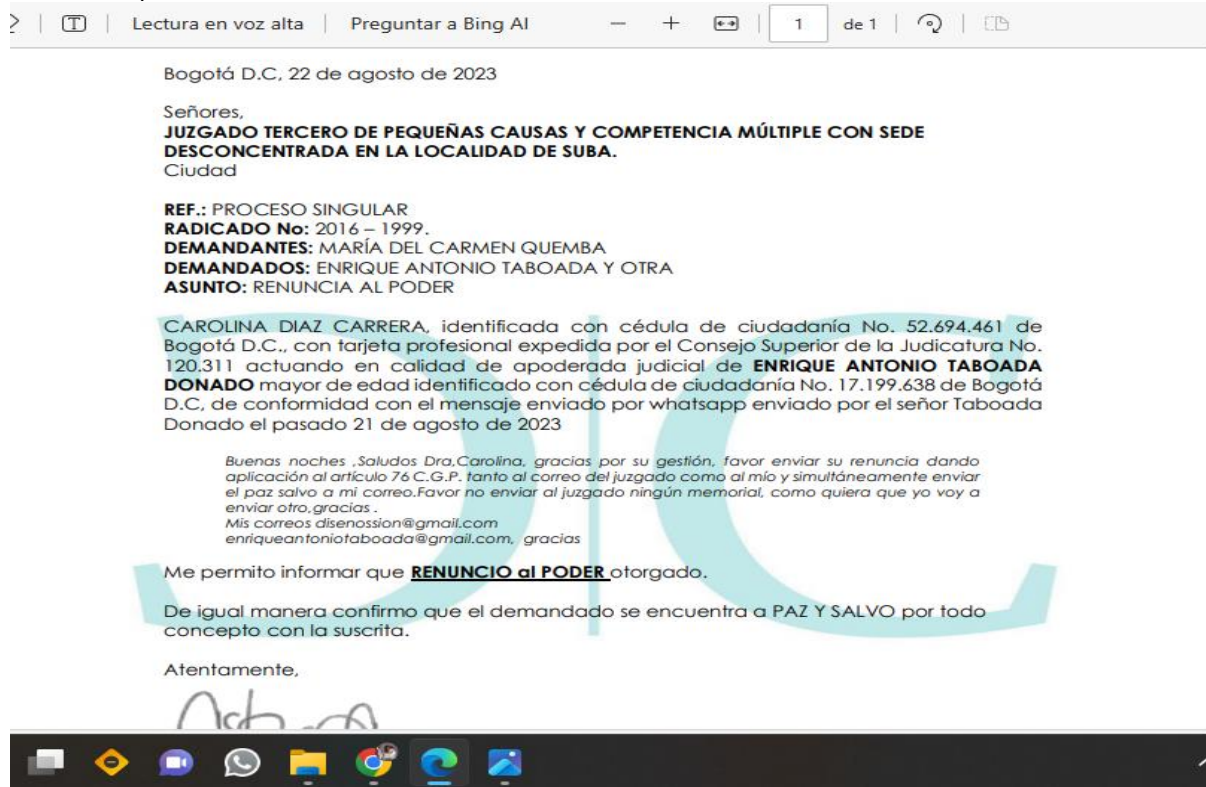 Lectura en voz alta
Preguntar a Bing AI
1
de 1
Bogotá D.C, 22 de agosto de 2023
Señores,
JUZGADO TERCERO DE PEQUEÑAS CAUSAS Y COMPETENCIA MÚLTIPLE CON SEDE
DESCONCENTRADA EN LA LOCALIDAD DE SUBA.
Ciudad
REF.: PROCESO SINGULAR
RADICADO No: 2016 – 1999.
DEMANDANTES: MARÍA DEL CARMEN QUEMBA
DEMANDADOS: ENRIQUE ANTONIO TABOADA Y OTRA
ASUNTO: RENUNCIA AL PODER
CAROLINA DIAZ CARRERA, identificada con cédula de ciudadanía No. 52.694.461 de
Bogotá D.C., con tarjeta profesional expedida por el Consejo Superior de la Judicatura No.
120.311 actuando en calidad de apoderada judicial de ENRIQUE ANTONIO TABOADA
DONADO mayor de edad identificado con cédula de ciudadanía No. 17.199.638 de Bogotá
D.C, de conformidad con el mensaje enviado por whatsapp enviado por el señor Taboada
Donado el pasado 21 de agosto de 2023
Buenas noches ,Saludos Dra,Carolina, gracias por su gestión, favor enviar su renuncia dando
aplicación al artículo 76 C.G.P. tanto al correo del juzgado como al mío y simultáneamente enviar
el paz salvo a mi correo.Favor no enviar al juzgado ningún memorial, como quiera que yo voy a
enviar otro,gracias .
Mis correos disenossion@gmail.com
enriqueantoniotaboada@gmail.com, gracias
Me permito informar que RENUNCIO al PODER otorgado.
De igual manera confirmo que el demandado se encuentra a PAZ Y SALVO por todo
concepto con la suscrita.
Atentamente,